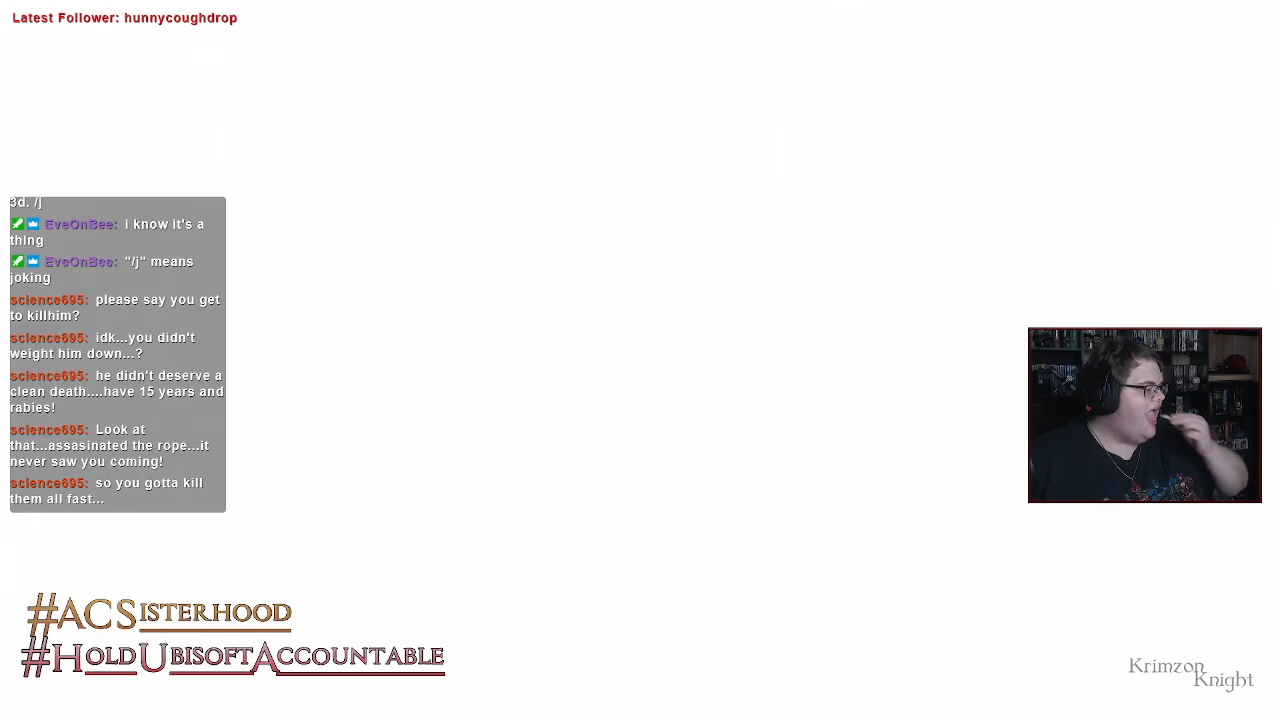 Latest Follower: hunnycoughdrop
3d. /j
EveOnBee: i know it's a
thing
EveOnBee: "/j" means
joking
science695: please say you get
to killhim?
science695: idk...you didn't
weight him down...?
science695: he didn't deserve a
clean death....have 15 years and
rabies!
science695: Look at
that...assasinated the rope...it
never saw you coming!
science695: so you gotta kill
them all fast...
#ACSisterhood
#HoldUbisoftAccountable
Krimzon
Knight